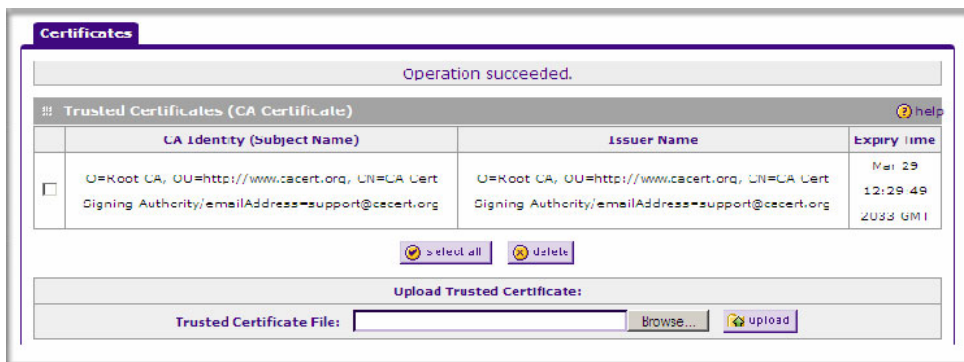 Certificates
Operation succeeded.
Trusted Certificates (CA Certificate)
help
CA Identity (Subject Name)
Issuer Name
Expiry Time
O=Root CA, OU=http://www.cacert.org, CN=CA Cert
Signing Authority/emailAddress=support@cacert.org
O=Root CA, OU=http://www.cacert.org, CN=CA Cert
Signing Authority/emailAddress=support@cacert.org
Mar 29
12:29:49
2033 GMT
select all
delete
Upload Trusted Certificate:
Trusted Certificate File:
Browse...
upload